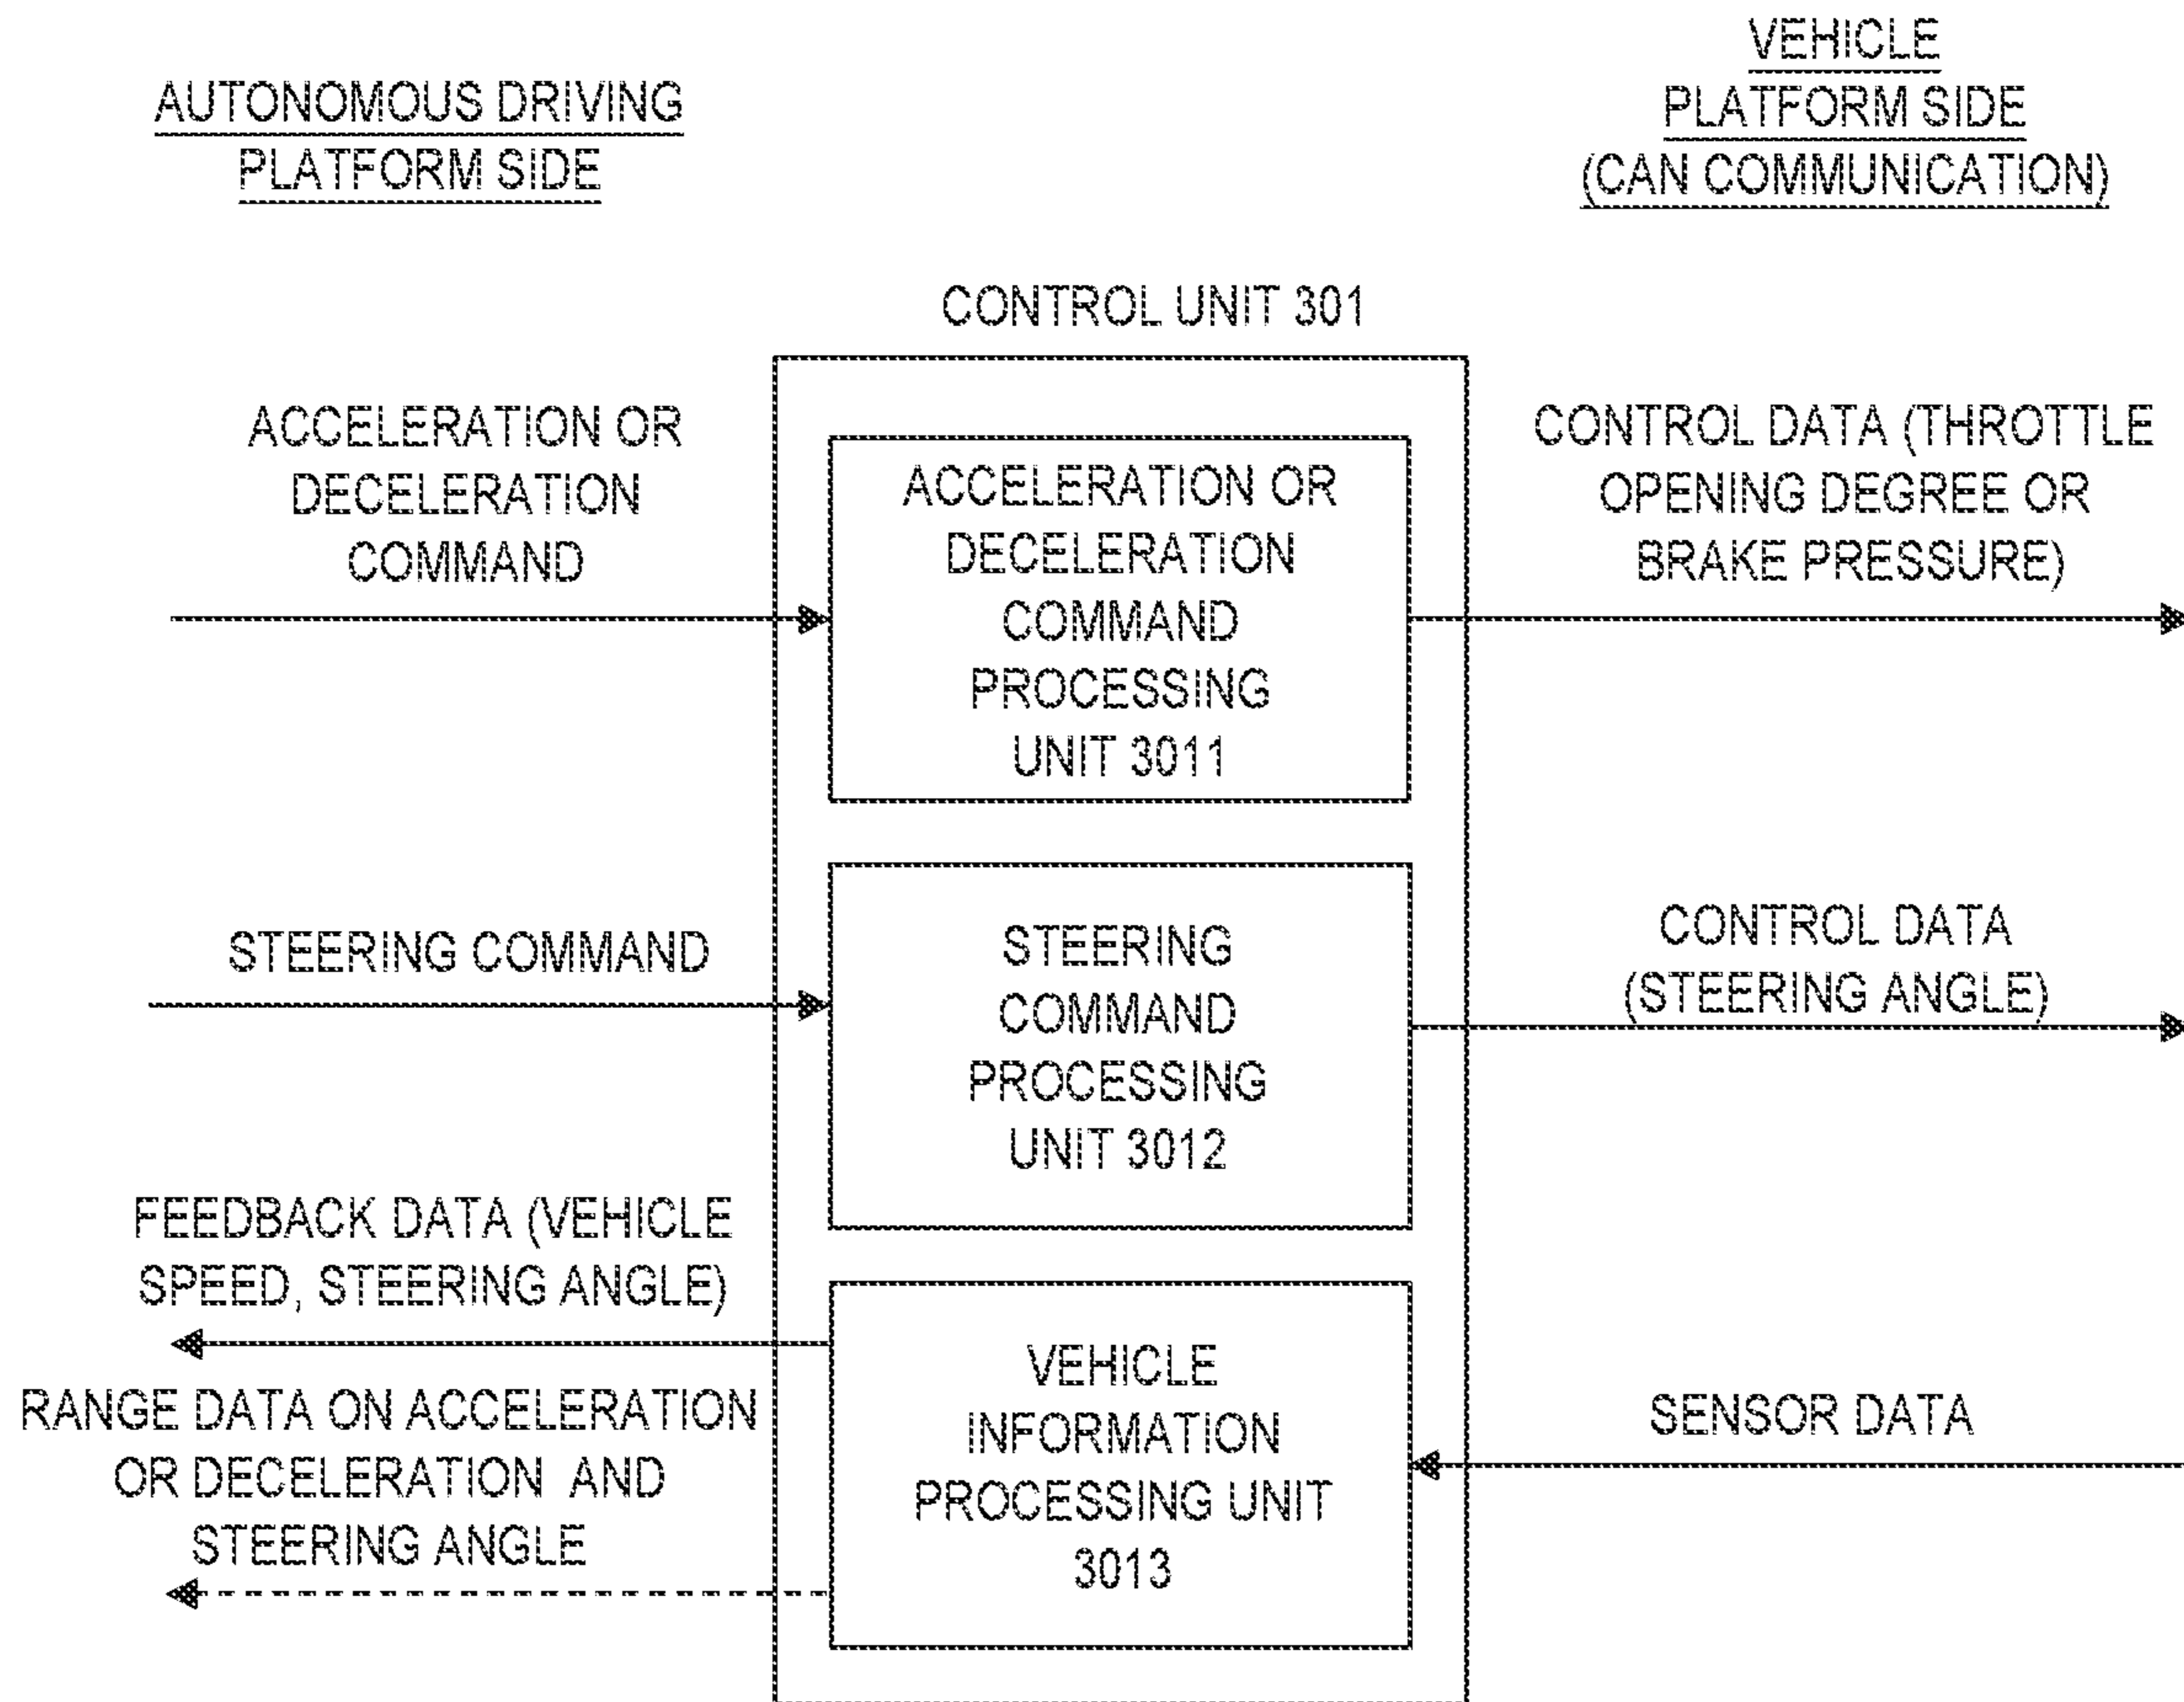 AUTONOMOUS DRIVING
PLATFORM SIDE
VEHICLE
PLATFORM SIDE
(CAN COMMUNICATION)
CONTROL UNIT 301
ACCELERATION OR
DECELERATION
COMMAND
ACCELERATION OR
DECELERATION
COMMAND
PROCESSING
UNIT 3011
CONTROL DATA (THROTTLE
OPENING DEGREE OR
BRAKE PRESSURE)
STEERING COMMAND
STEERING
COMMAND
PROCESSING
UNIT 3012
CONTROL DATA
(STEERING ANGLE)
FEEDBACK DATA (VEHICLE
SPEED, STEERING ANGLE)
RANGE DATA ON ACCELERATION
OR DECELERATION AND
STEERING ANGLE
VEHICLE
INFORMATION
PROCESSING UNIT
3013
SENSOR DATA